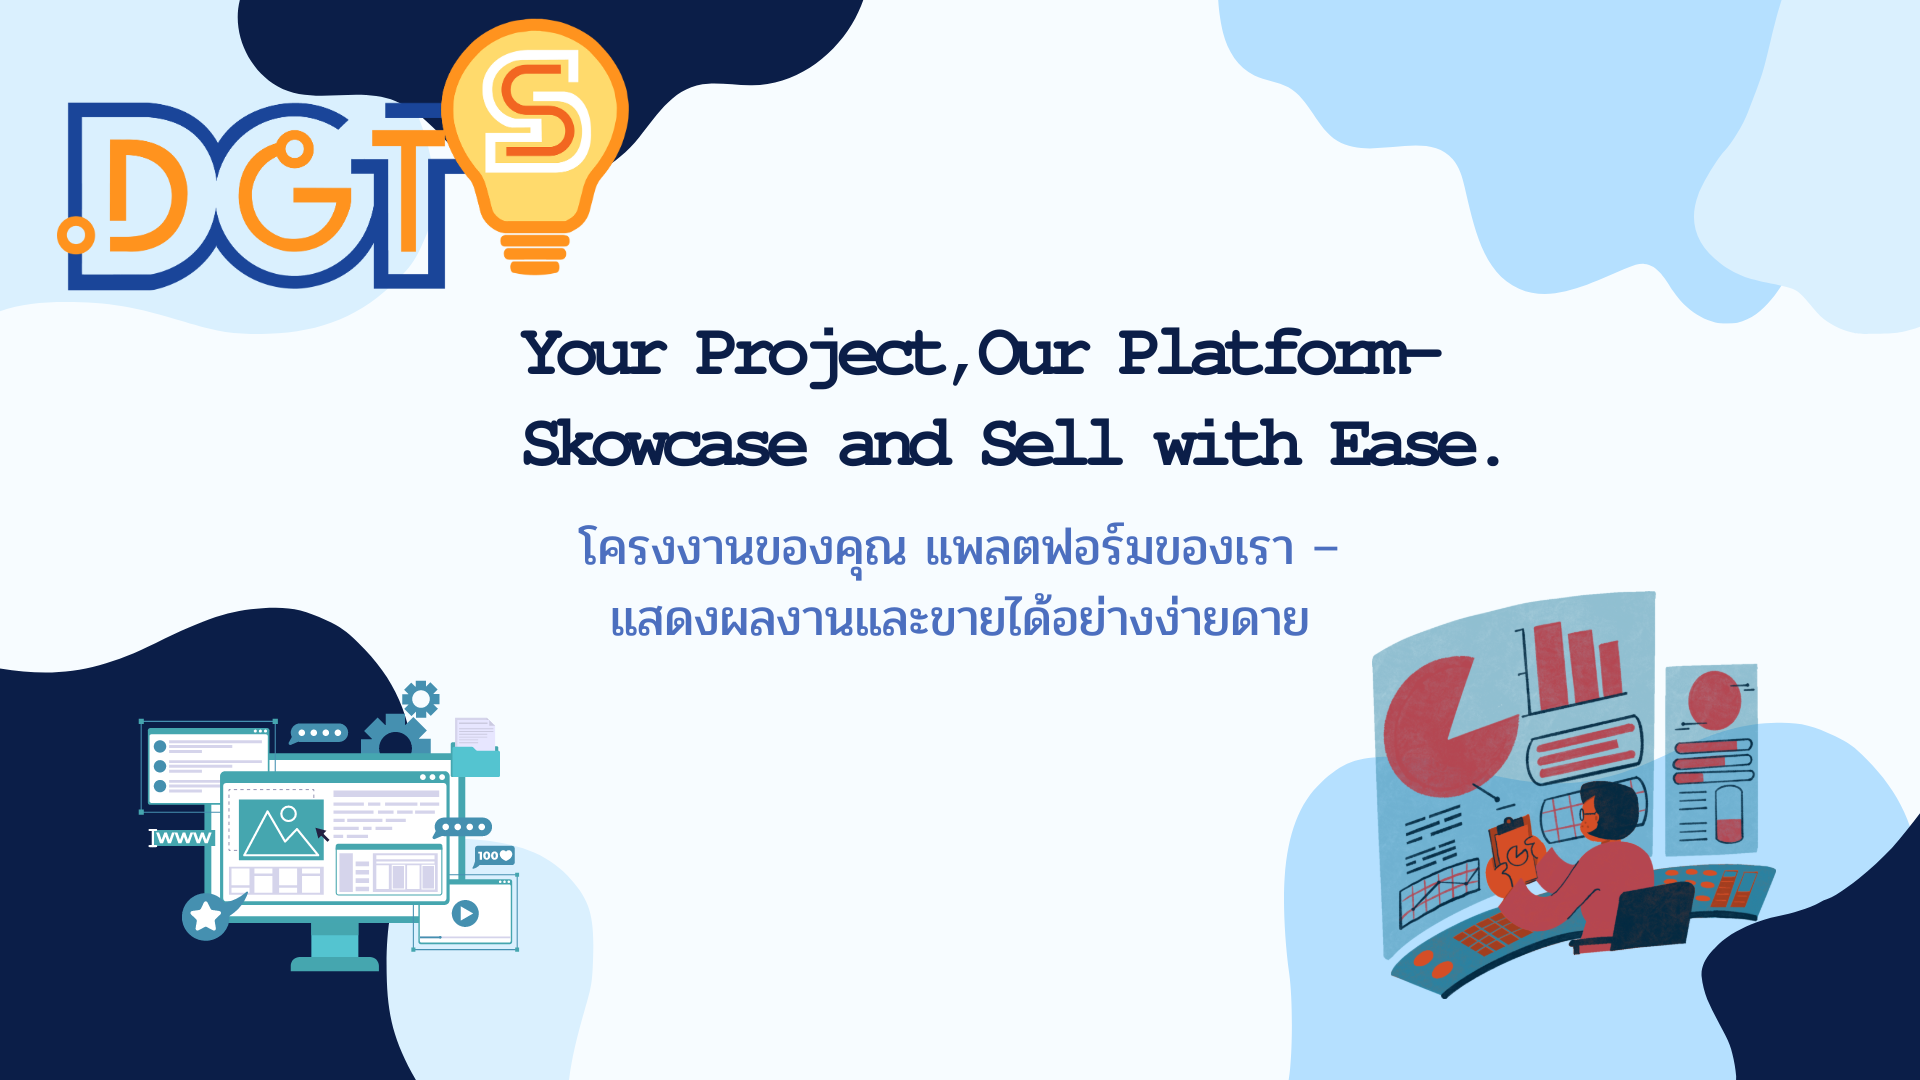 .DGTS
Your Project,Our Platform–
Skowcase and Sell with Ease.
โครงงานของคุณ แพลตฟอร์มของเรา –
แสดงผลงานและขายได้อย่างง่ายดาย
WWW
100